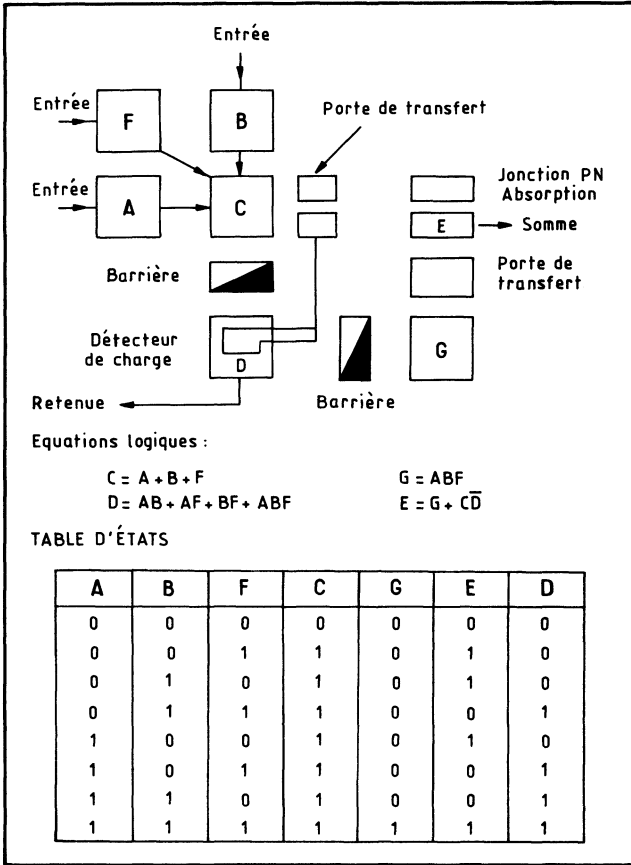 Entrée
Entrée
F
B
Porte de transfert
Entrée
A
C
Jonction PN
Absorption
E
Somme
Barrière
Porte de
transfert
Détecteur
de charge
D
G
Retenue
Barrière
Equations logiques :
C = A + B + F
G = ABF
D = AB + AF + BF + ABF
E = G + CD̅
TABLE D'ÉTATS
A B F C G E D
0 0 0 0 0 0 0
0 0 1 1 0 1 0
0 1 0 1 0 1 0
0 1 1 1 0 0 1
1 0 0 1 0 1 0
1 0 1 1 0 0 1
1 1 0 1 0 0 1
1 1 1 1 1 1 1